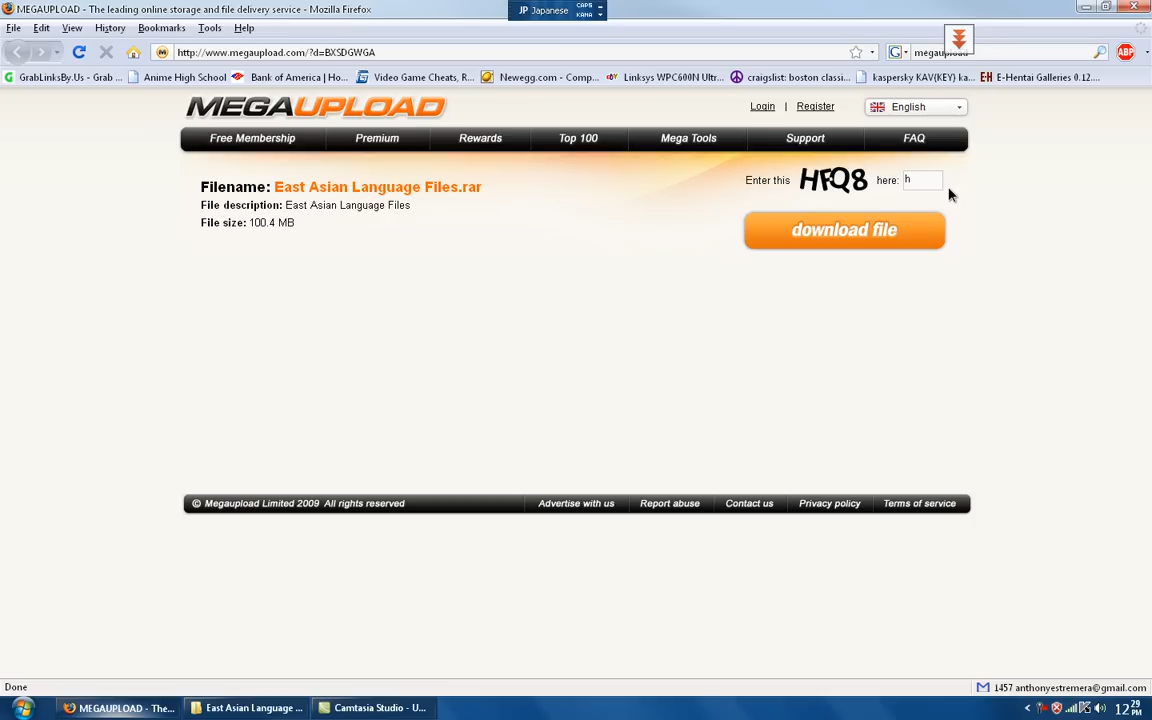 MEGAUPLOAD - The leading online storage and file delivery service - Mozilla Firefox
JP Japanese CAPS KANA
File Edit View History Bookmarks Tools Help
http://www.megaupload.com/?d=BXSDGWGA
megaupload
ABP
GrabLinksBy.Us - Grab ... Anime High School Bank of America | Ho... Video Game Cheats, R... Newegg.com - Comp... Linksys WPC600N Ultr... craigslist: boston classi... kaspersky KAV{KEY} ka... E-Hentai Galleries 0.12....
MEGAUPLOAD
Login | Register English
Free Membership Premium Rewards Top 100 Mega Tools Support FAQ
Filename: East Asian Language Files.rar
File description: East Asian Language Files
File size: 100.4 MB
Enter this HFQ8 here: h
download file
© Megaupload Limited 2009 All rights reserved Advertise with us Report abuse Contact us Privacy policy Terms of service
Done
1457 anthonyestremera@gmail.com
MEGAUPLOAD - The... East Asian Language ... Camtasia Studio - U...
12:29 PM